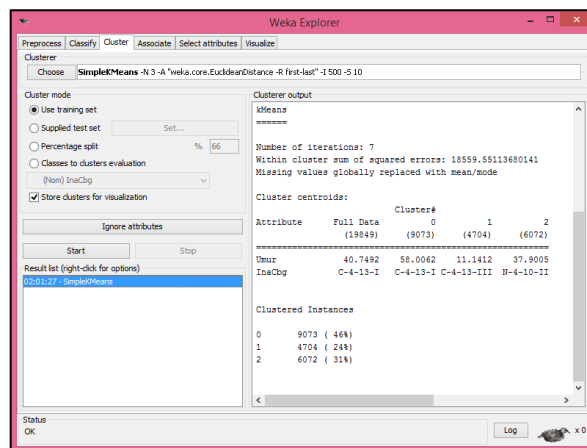 Weka Explorer
Preprocess Classify Cluster Associate Select attributes Visualize
Clusterer
Choose SimpleKMeans -N 3 -A "weka.core.EuclideanDistance -R first-last" -I 500 -S 10
Cluster mode
Use training set
Supplied test set Set...
Percentage split % 66
Classes to clusters evaluation
(Nom) InaCbg
Store clusters for visualization
Ignore attributes
Start Stop
Result list (right-click for options)
02:01:27 - SimpleKMeans
Clusterer output
kMeans
======
Number of iterations: 7
Within cluster sum of squared errors: 18559.55113680141
Missing values globally replaced with mean/mode
Cluster centroids:
Cluster#
Attribute Full Data 0 1 2
(19849) (9073) (4704) (6072)
==========================================================
Umur 40.7492 58.0062 11.1412 37.9005
InaCbg C-4-13-I C-4-13-I C-4-13-III N-4-10-II
Clustered Instances
0 9073 ( 46%)
1 4704 ( 24%)
2 6072 ( 31%)
Status
OK
Log x 0